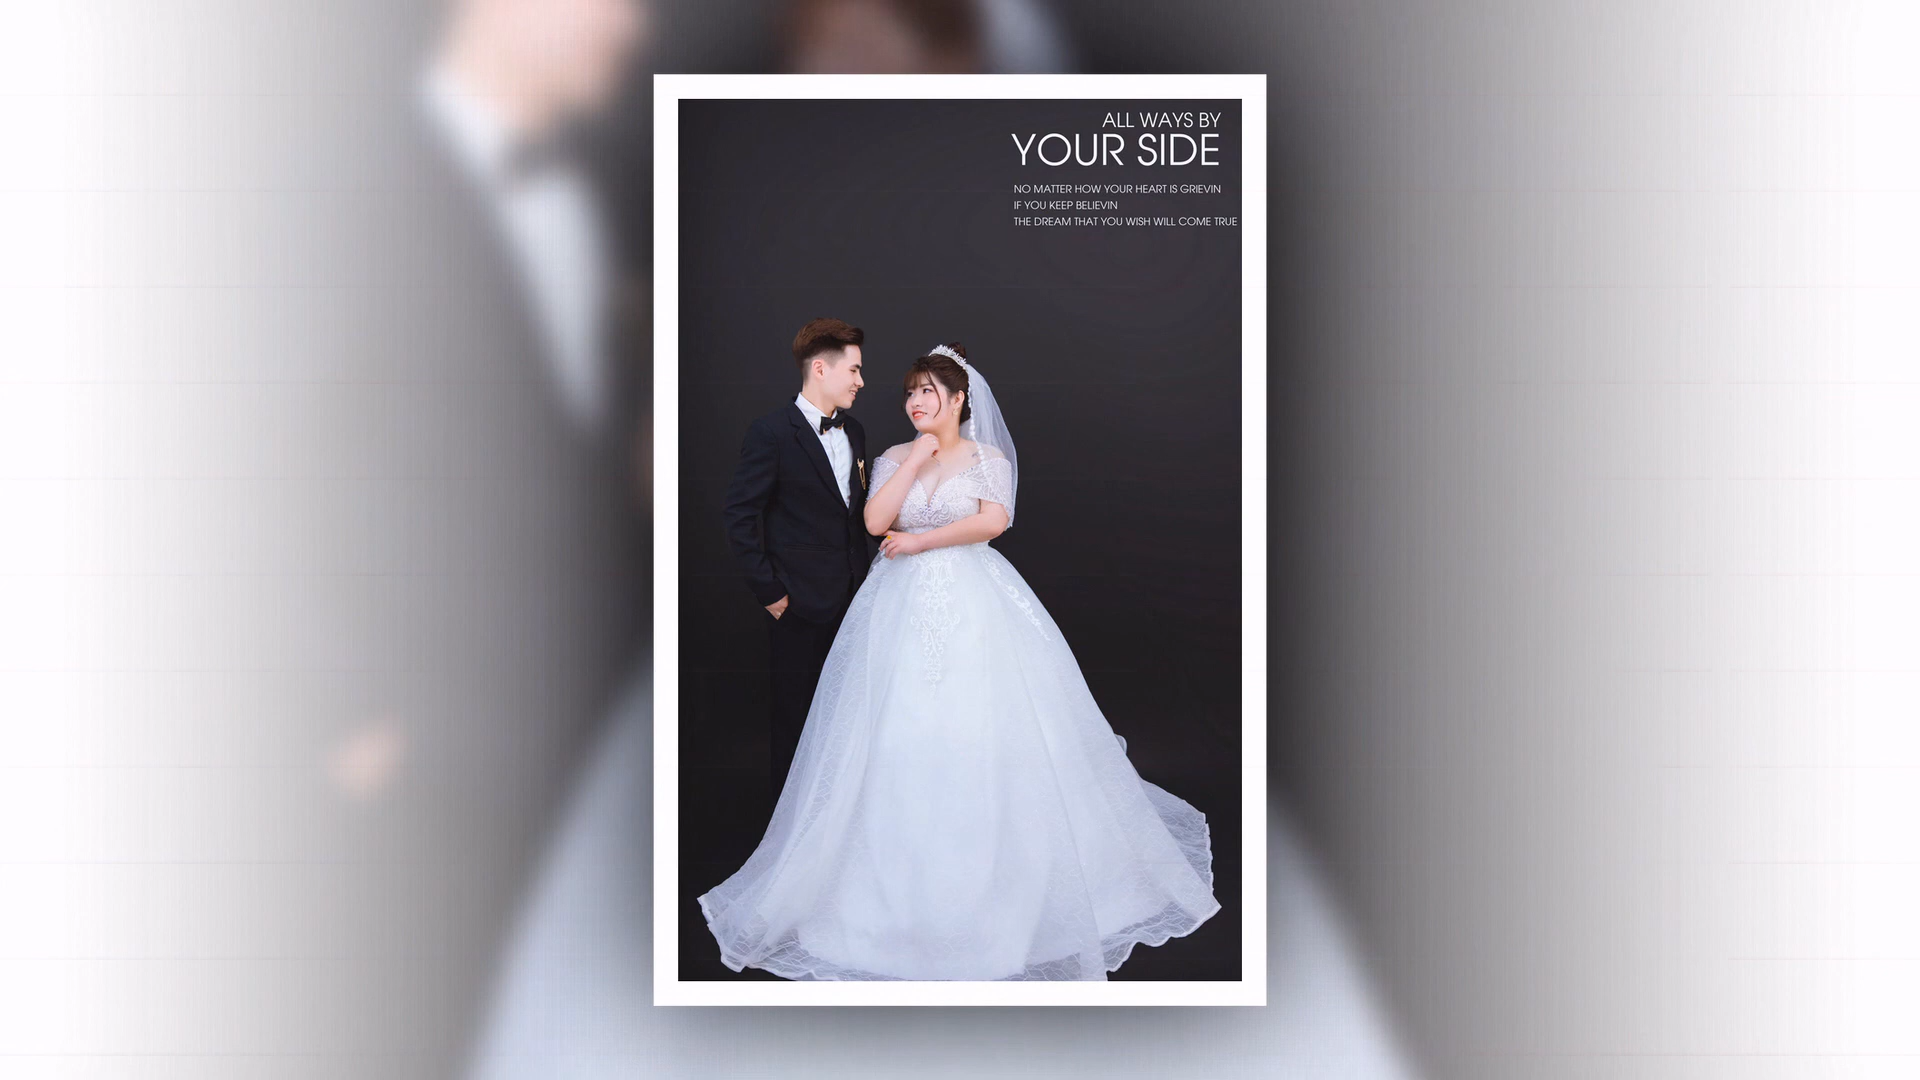 ALL WAYS BY
YOUR SIDE
NO MATTER HOW YOUR HEART IS GRIEVIN
IF YOU KEEP BELIEVIN
THE DREAM THAT YOU WISH WILL COME TRUE